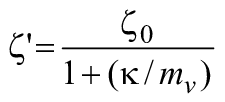 ζ' = ζ₀ / (1 + (κ / mᵥ))